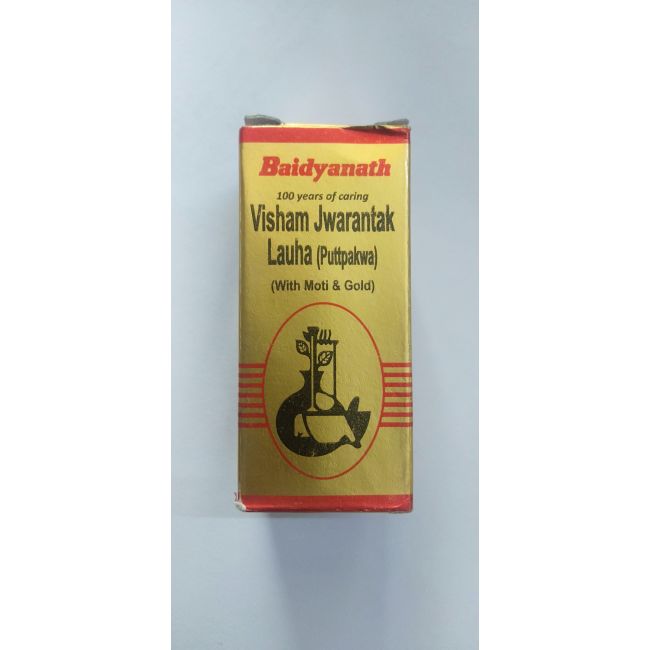 Baidyanath
100 years of caring
Visham Jwarantak
Lauha (Puttpakwa)
(With Moti & Gold)